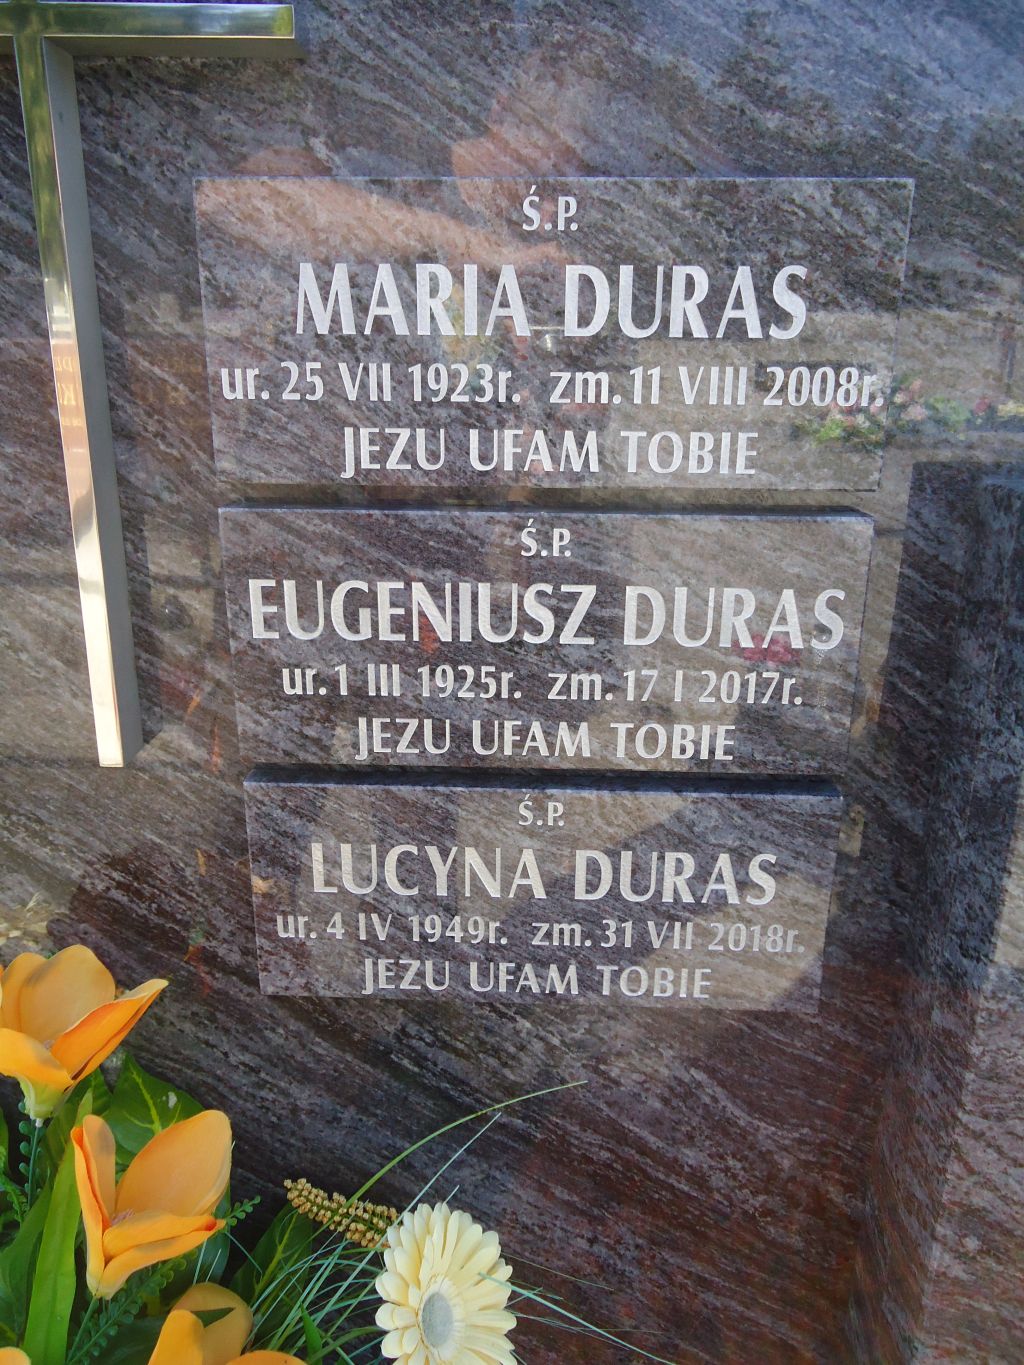 Ś.P.
MARIA DURAS
ur. 25 VII 1923r. zm. 11 VIII 2008r.
JEZU UFAM TOBIE
Ś.P.
EUGENIUSZ DURAS
ur. 1 III 1925r. zm. 17 I 2017r.
JEZU UFAM TOBIE
Ś.P.
LUCYNA DURAS
ur. 4 IV 1949r. zm. 31 VII 2018r.
JEZU UFAM TOBIE